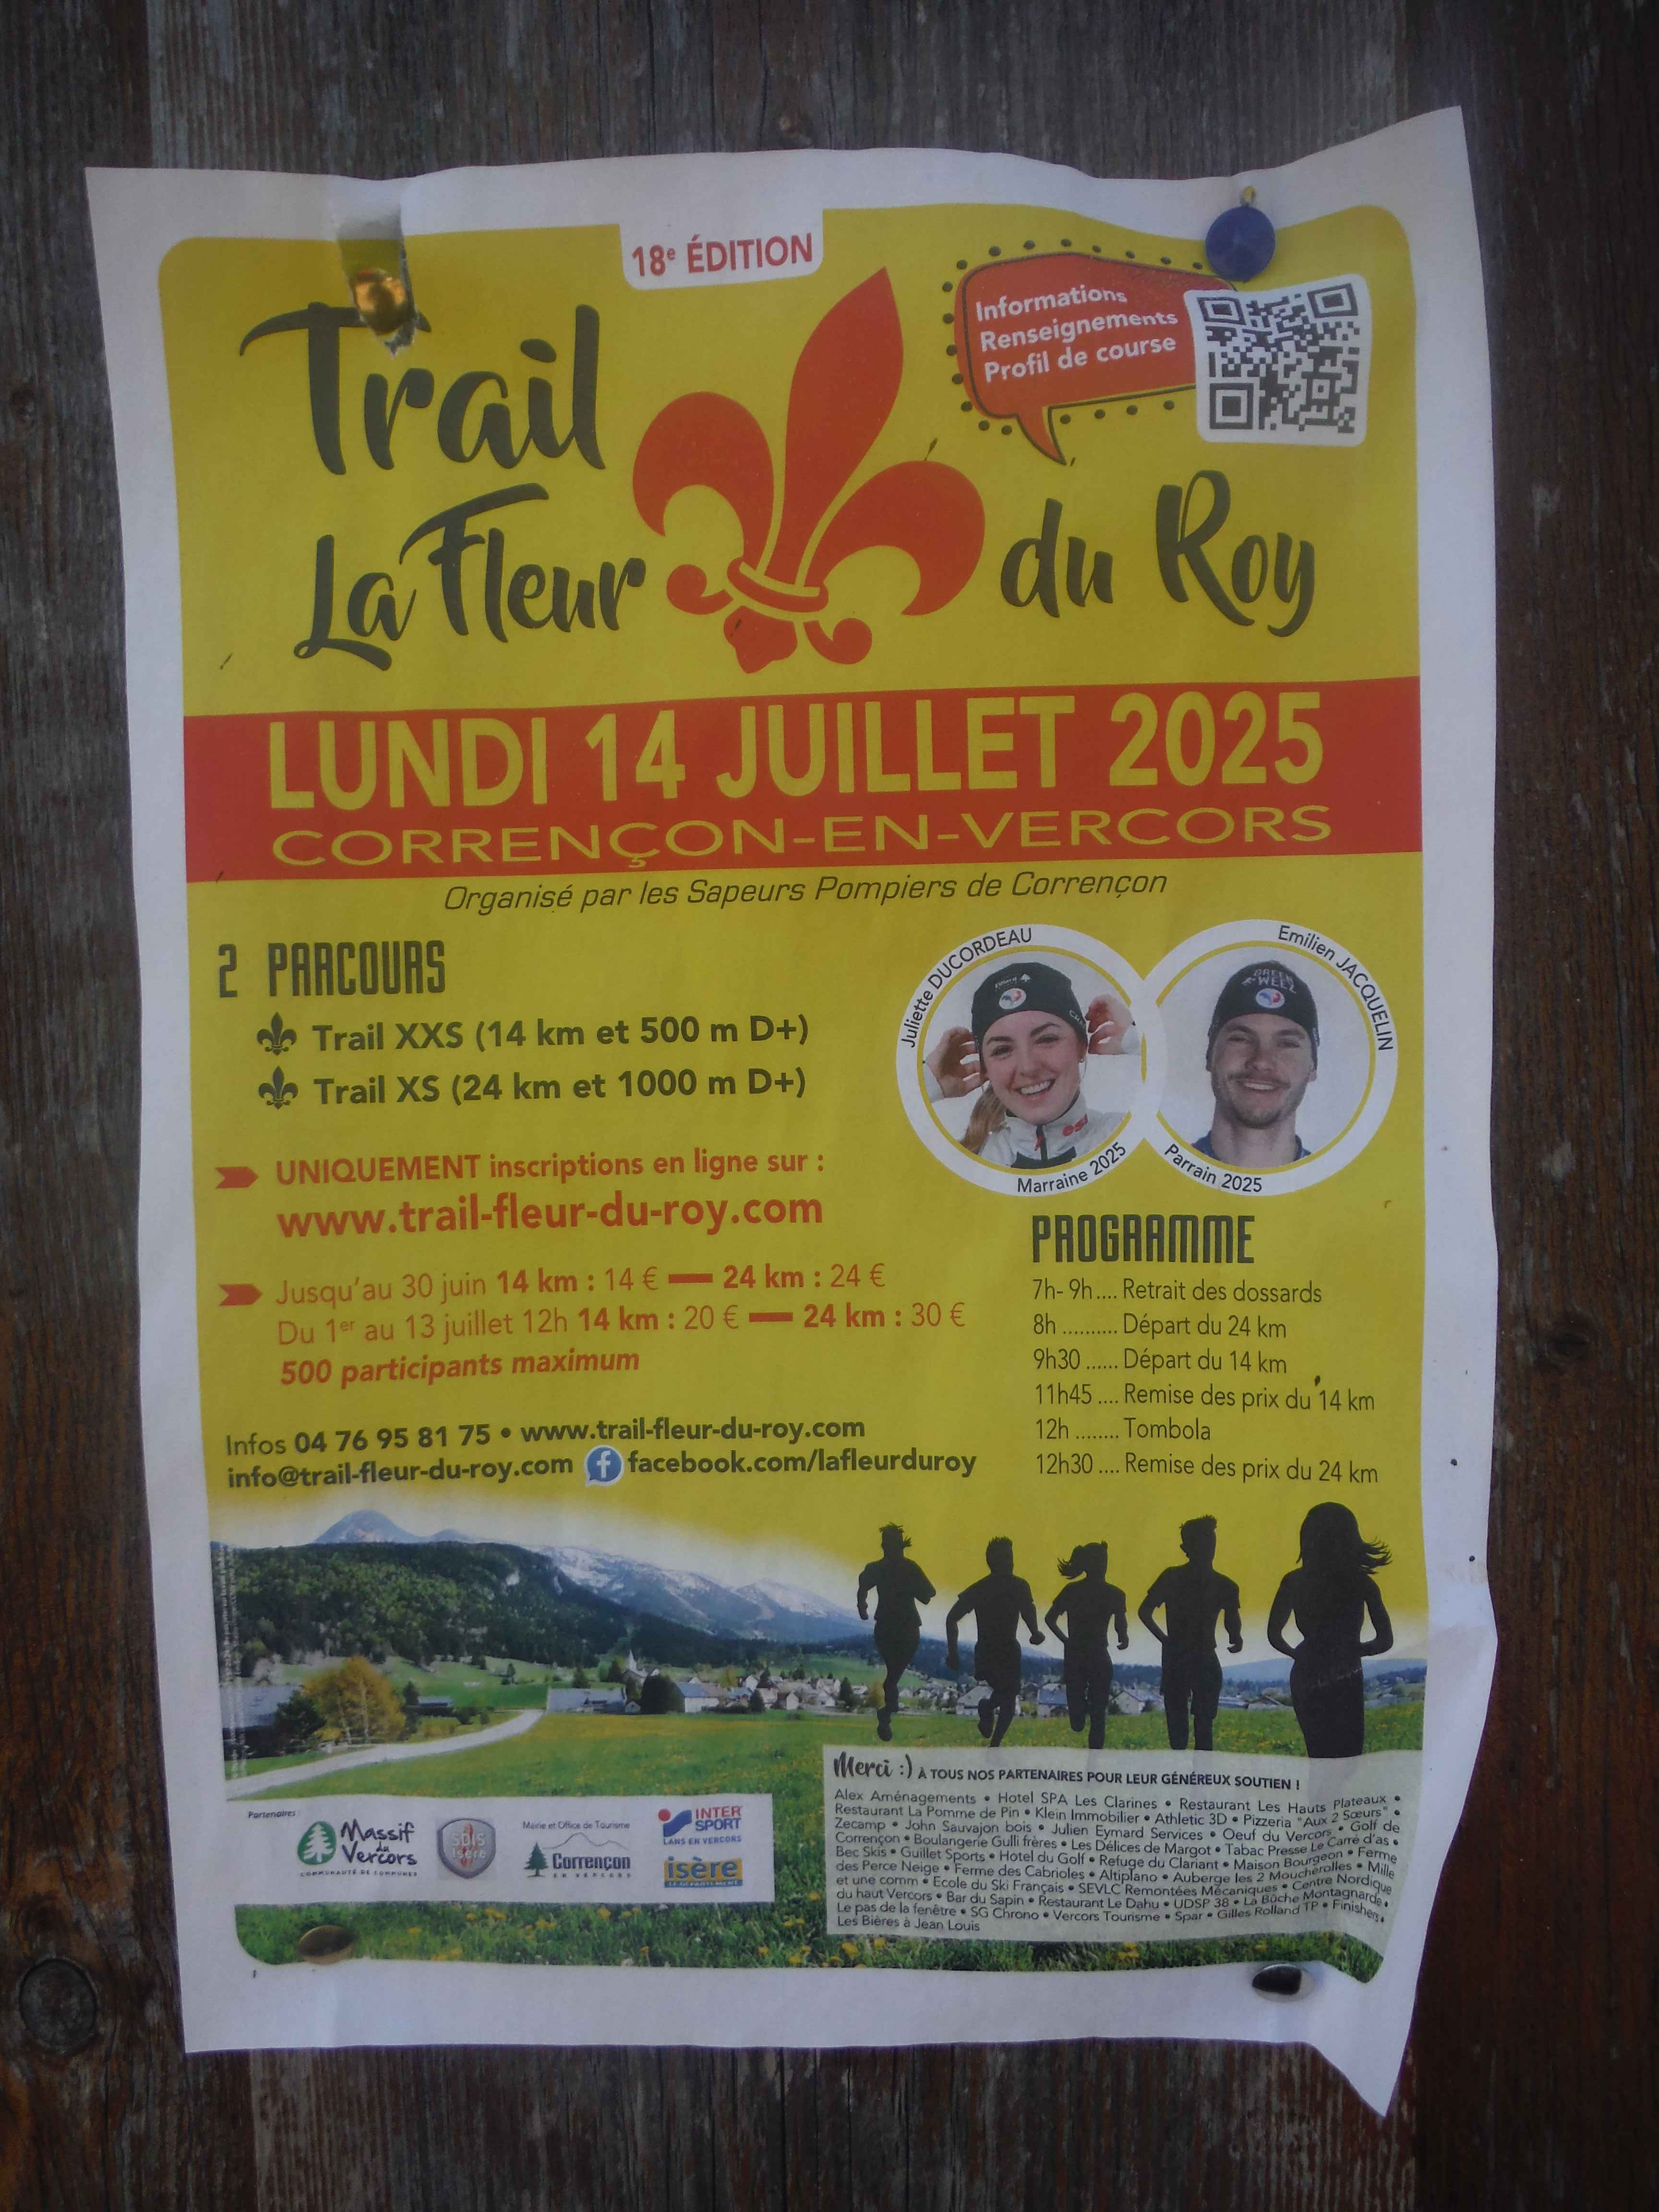 18e ÉDITION
Informations
Renseignements
Profil de course
Trail
La Fleur du Roy
LUNDI 14 JUILLET 2025
CORRENÇON-EN-VERCORS
Organisé par les Sapeurs Pompiers de Corrençon
2 PARCOURS
Trail XXS (14 km et 500 m D+)
Trail XS (24 km et 1000 m D+)
Juliette DUCORDEAU
Marraine 2025
Emilien JACQUELIN
Parrain 2025
GREEN
WEEZ
UNIQUEMENT inscriptions en ligne sur :
www.trail-fleur-du-roy.com
Jusqu'au 30 juin 14 km : 14 € — 24 km : 24 €
Du 1er au 13 juillet 12h 14 km : 20 € — 24 km : 30 €
500 participants maximum
Infos 04 76 95 81 75 • www.trail-fleur-du-roy.com
info@trail-fleur-du-roy.com f facebook.com/lafleurduroy
PROGRAMME
7h- 9h.... Retrait des dossards
8h .......... Départ du 24 km
9h30 ...... Départ du 14 km
11h45 .... Remise des prix du 14 km
12h ........ Tombola
12h30 .... Remise des prix du 24 km
Merci :) À TOUS NOS PARTENAIRES POUR LEUR GÉNÉREUX SOUTIEN !
Alex Aménagements • Hotel SPA Les Clarines • Restaurant Les Hauts Plateaux •
Restaurant La Pomme de Pin • Klein Immobilier • Athletic 3D • Pizzeria "Aux 2 Sœurs" •
Zecamp • John Sauvajon bois • Julien Eymard Services • Oeuf du Vercors • Golf de
Corrençon • Boulangerie Gulli frères • Les Délices de Margot • Tabac Presse Le Carré d'as •
Bec Skis • Guillet Sports • Hotel du Golf • Refuge du Clariant • Maison Bourgeon • Ferme
des Perce Neige • Ferme des Cabrioles • Altiplano • Auberge les 2 Moucherolles • Mille
et une comm • Ecole du Ski Français • SEVLC Remontées Mécaniques • Centre Nordique
du haut Vercors • Bar du Sapin • Restaurant Le Dahu • UDSP 38 • La Bûche Montagnarde •
Le pas de la fenêtre • SG Chrono • Vercors Tourisme • Spar • Gilles Rolland TP • Finishers •
Les Bières à Jean Louis
Partenaires :
Massif
du
Vercors
COMMUNAUTÉ DE COMMUNES
sdis
isère
Mairie et Office de Tourisme
Corrençon
EN VERCORS
INTER
SPORT
LANS EN VERCORS
isère
LE DÉPARTEMENT